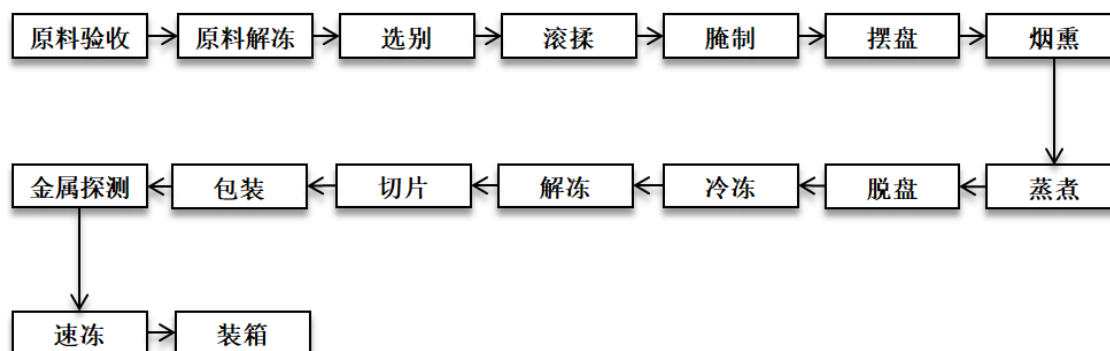 原料验收 原料解冻 选别 滚揉 腌制 摆盘 烟熏
金属探测 包装 切片 解冻 冷冻 脱盘 蒸煮
速冻 装箱